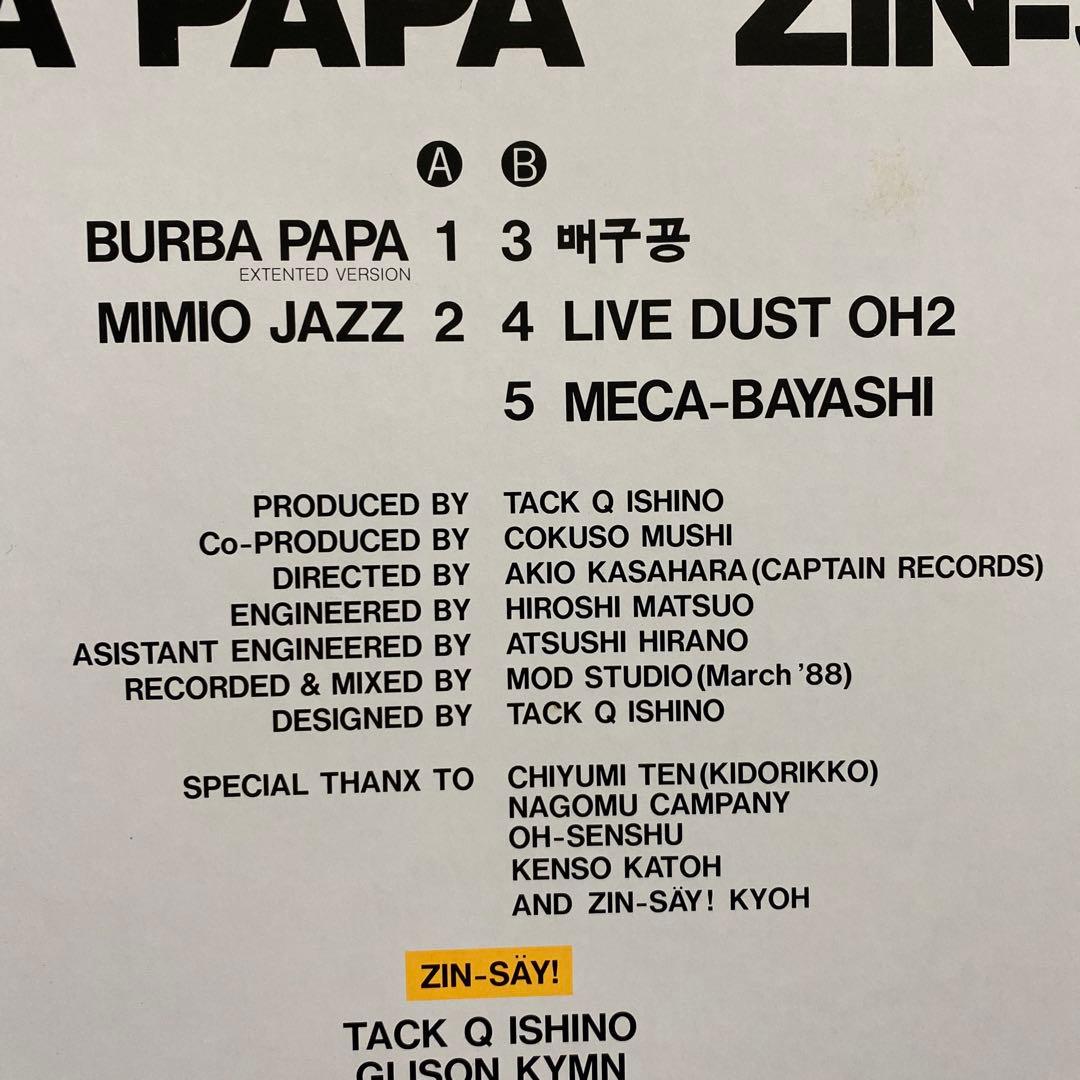 A PAPA ZIN-
A B
BURBA PAPA 1 3
EXTENTED VERSION
MIMIO JAZZ 2 4 LIVE DUST OH2
5 MECA-BAYASHI
PRODUCED BY TACK Q ISHINO
Co-PRODUCED BY COKUSO MUSHI
DIRECTED BY AKIO KASAHARA (CAPTAIN RECORDS)
ENGINEERED BY HIROSHI MATSUO
ASISTANT ENGINEERED BY ATSUSHI HIRANO
RECORDED & MIXED BY MOD STUDIO (March '88)
DESIGNED BY TACK Q ISHINO
SPECIAL THANX TO CHIYUMI TEN (KIDORIKKO)
NAGOMU CAMPANY
OH-SENSHU
KENSO KATOH
AND ZIN-SÄY! KYOH
ZIN-SÄY!
TACK Q ISHINO
GLISON KYMN